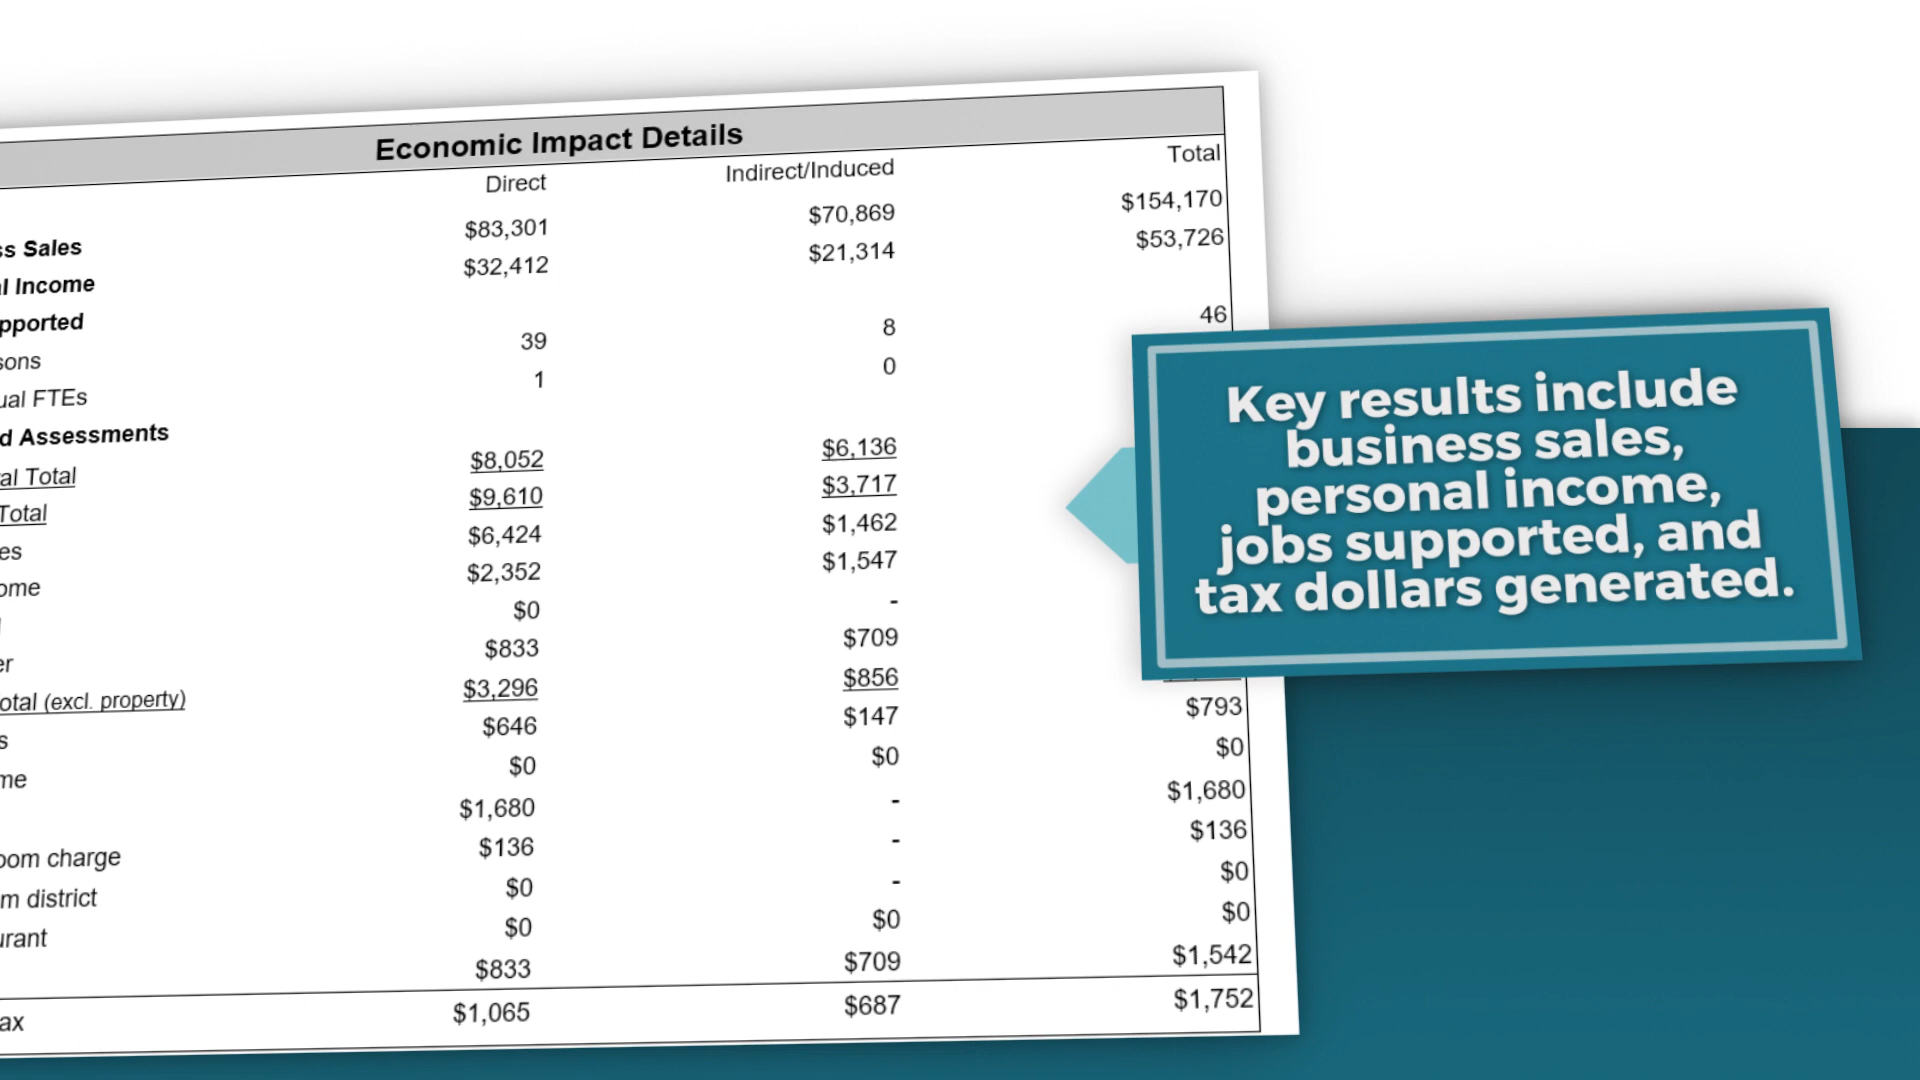 Economic Impact Details
Direct Indirect/Induced Total
ss Sales $83,301 $70,869 $154,170
al Income $32,412 $21,314 $53,726
pported
sons 39 8 46
ual FTEs 1 0
d Assessments
al Total $8,052 $6,136
Total $9,610 $3,717
es $6,424 $1,462
ome $2,352 $1,547
$0 -
er $833 $709
otal (excl. property) $3,296 $856
s $646 $147 $793
me $0 $0 $0
$1,680 - $1,680
oom charge $136 - $136
m district $0 - $0
urant $0 $0 $0
$833 $709 $1,542
ax $1,065 $687 $1,752
Key results include
business sales,
personal income,
jobs supported, and
tax dollars generated.